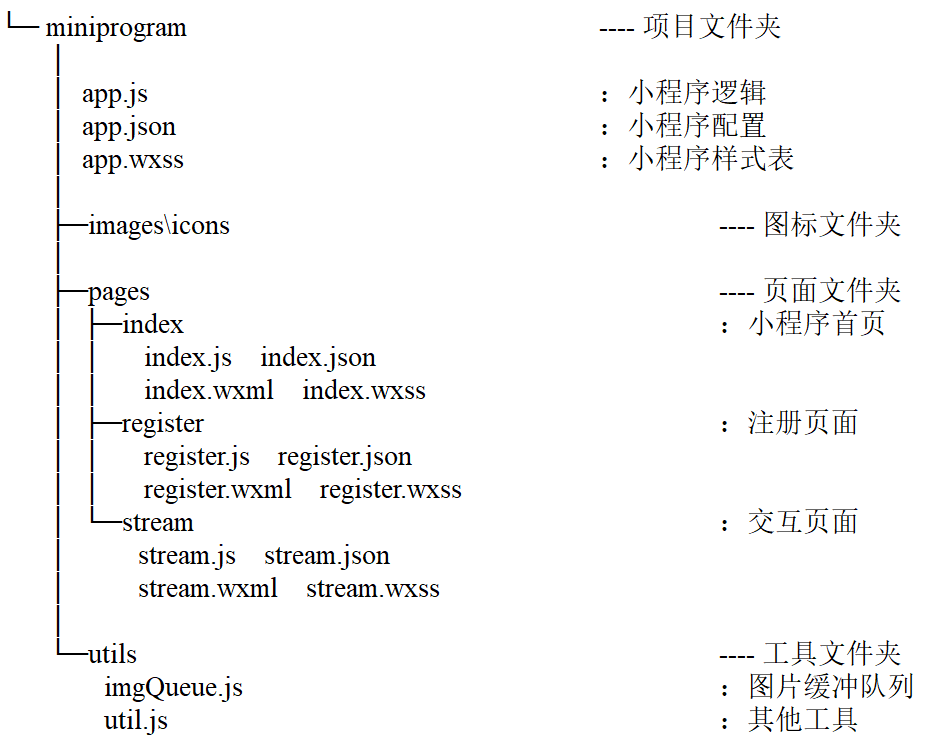 └─ miniprogram ---- 项目文件夹
│
│ app.js ：小程序逻辑
│ app.json ：小程序配置
│ app.wxss ：小程序样式表
│
├─images\icons ---- 图标文件夹
│
├─pages ---- 页面文件夹
│ ├─index ：小程序首页
│ │ index.js index.json
│ │ index.wxml index.wxss
│ ├─register ：注册页面
│ │ register.js register.json
│ │ register.wxml register.wxss
│ └─stream ：交互页面
│ stream.js stream.json
│ stream.wxml stream.wxss
│
└─utils ---- 工具文件夹
imgQueue.js ：图片缓冲队列
util.js ：其他工具